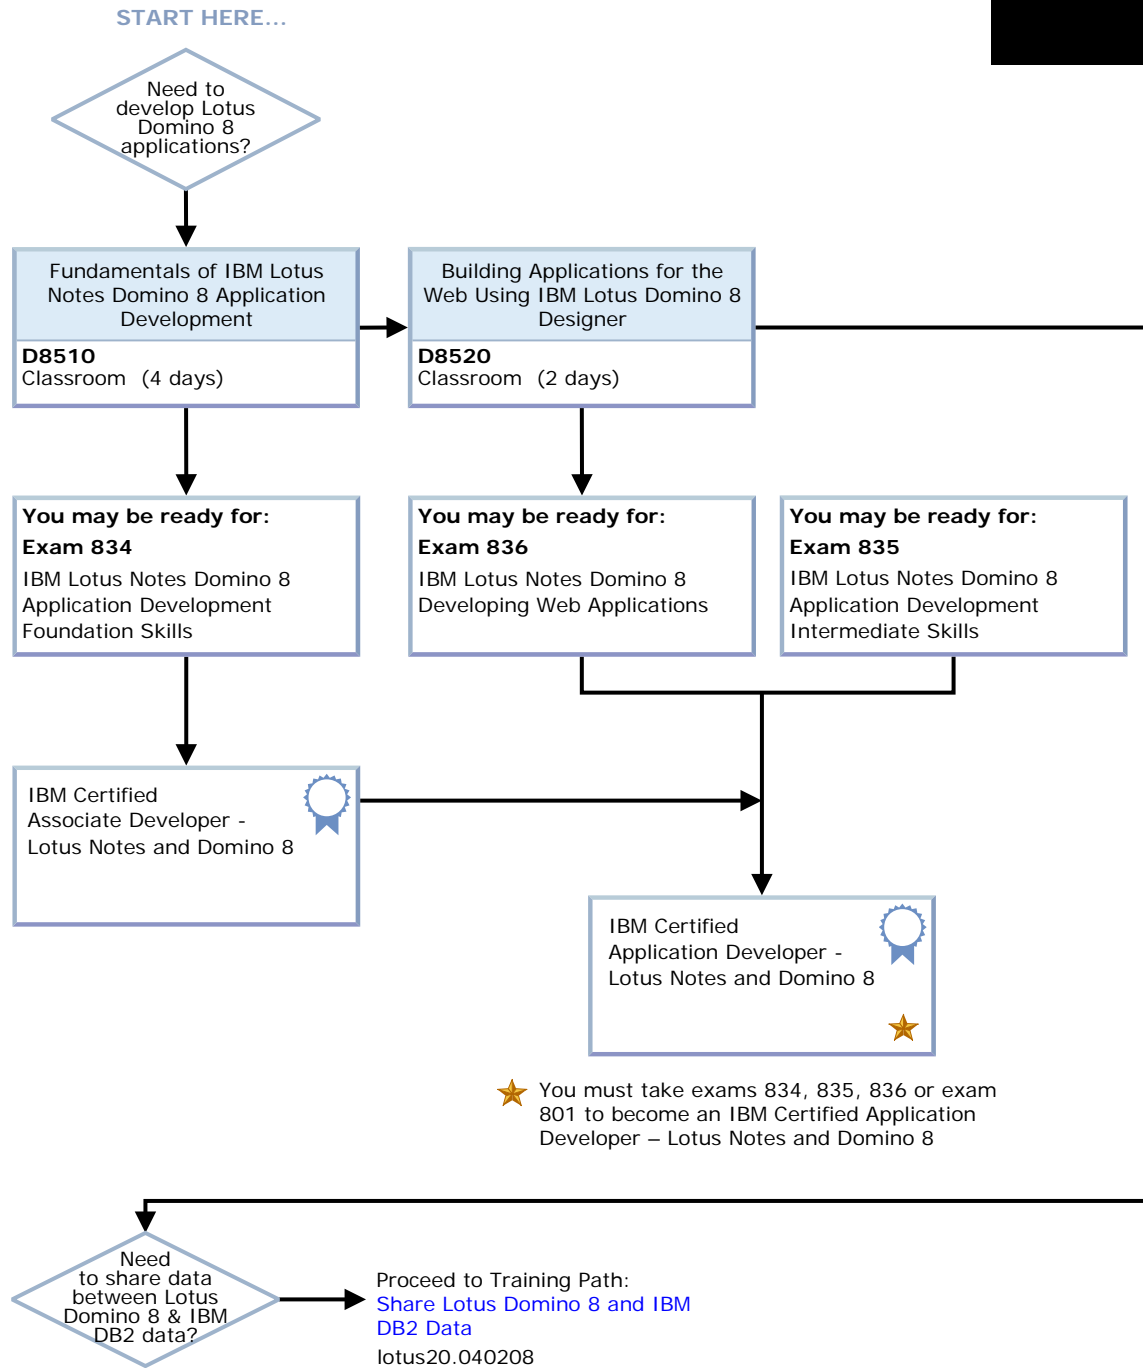 START HERE...
Need to
develop Lotus
Domino 8
applications?
Fundamentals of IBM Lotus
Notes Domino 8 Application
Development
D8510
Classroom (4 days)
Building Applications for the
Web Using IBM Lotus Domino 8
Designer
D8520
Classroom (2 days)
You may be ready for:
Exam 834
IBM Lotus Notes Domino 8
Application Development
Foundation Skills
You may be ready for:
Exam 836
IBM Lotus Notes Domino 8
Developing Web Applications
You may be ready for:
Exam 835
IBM Lotus Notes Domino 8
Application Development
Intermediate Skills
IBM Certified
Associate Developer -
Lotus Notes and Domino 8
IBM Certified
Application Developer -
Lotus Notes and Domino 8
You must take exams 834, 835, 836 or exam
801 to become an IBM Certified Application
Developer – Lotus Notes and Domino 8
Need
to share data
between Lotus
Domino 8 & IBM
DB2 data?
Proceed to Training Path:
Share Lotus Domino 8 and IBM
DB2 Data
lotus20.040208